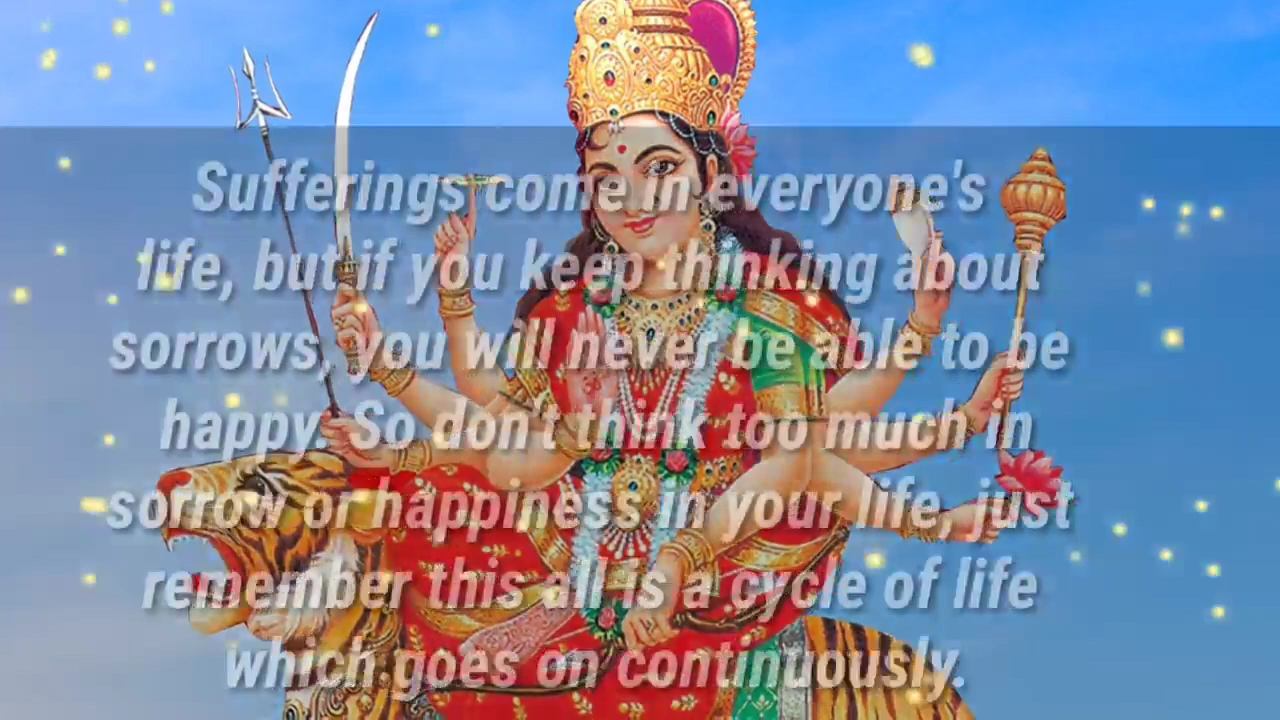 Sufferings come in everyone's
life, but if you keep thinking about
sorrows, you will never be able to be
happy. So don't think too much in
sorrow or happiness in your life, just
remember this all is a cycle of life
which goes on continuously.